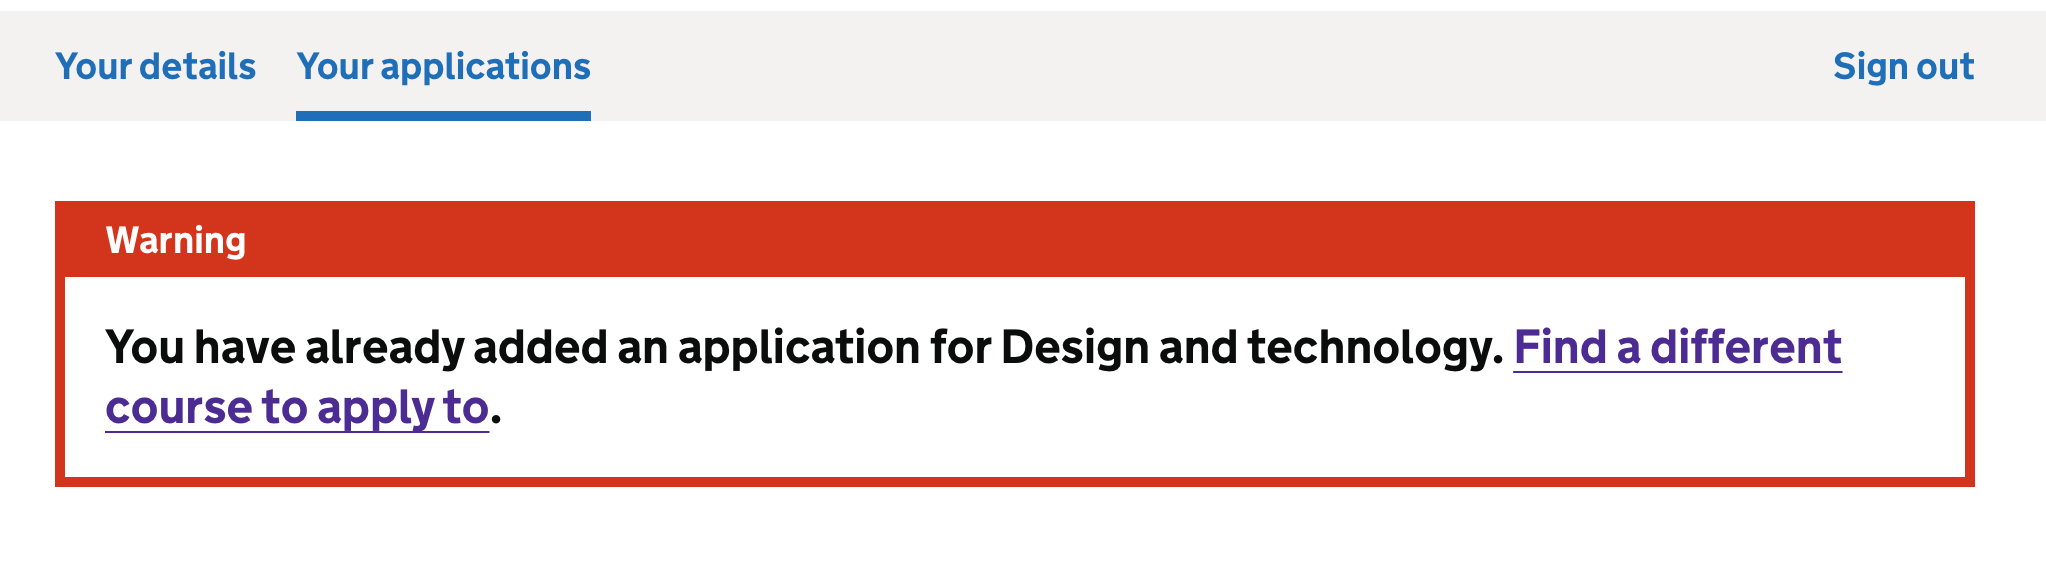 Your details Your applications Sign out
Warning
You have already added an application for Design and technology. Find a different
course to apply to.